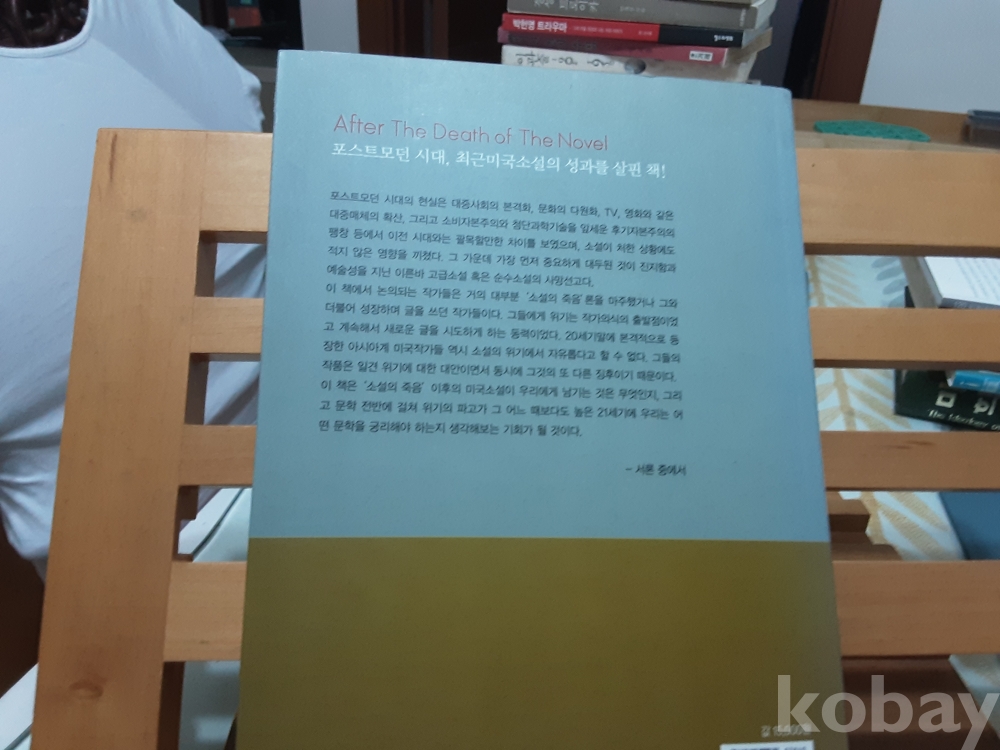 박현명 트라우마
After The Death of The Novel
포스트모던 시대, 최근미국소설의 성과를 살핀 책!
포스트모던 시대의 현실은 대중사회의 본격화, 문화의 다원화, TV, 영화와 같은
대중매체의 확산, 그리고 소비자본주의와 첨단과학기술을 앞세운 후기자본주의의
팽창 등에서 이전 시대와는 괄목할만한 차이를 보였으며, 소설이 처한 상황에도
적지 않은 영향을 끼쳤다. 그 가운데 가장 먼저 중요하게 대두된 것이 진지함과
예술성을 지닌 이른바 고급소설 혹은 순수소설의 사망선고다.
이 책에서 논의되는 작가들은 거의 대부분 '소설의 죽음'론을 마주했거나 그와
더불어 성장하며 글을 쓰던 작가들이다. 그들에게 위기는 작가의식의 출발점이었
고 계속해서 새로운 글을 시도하게 하는 동력이었다. 20세기말에 본격적으로 등
장한 아시아계 미국작가들 역시 소설의 위기에서 자유롭다고 할 수 없다. 그들의
작품은 일견 위기에 대한 대안이면서 동시에 그것의 또 다른 징후이기 때문이다.
이 책은 '소설의 죽음' 이후의 미국소설이 우리에게 남기는 것은 무엇인지, 그리
고 문학 전반에 걸쳐 위기의 파고가 그 어느 때보다도 높은 21세기에 우리는 어
떤 문학을 궁리해야 하는지 생각해보는 기회가 될 것이다.
- 서론 중에서
kobay